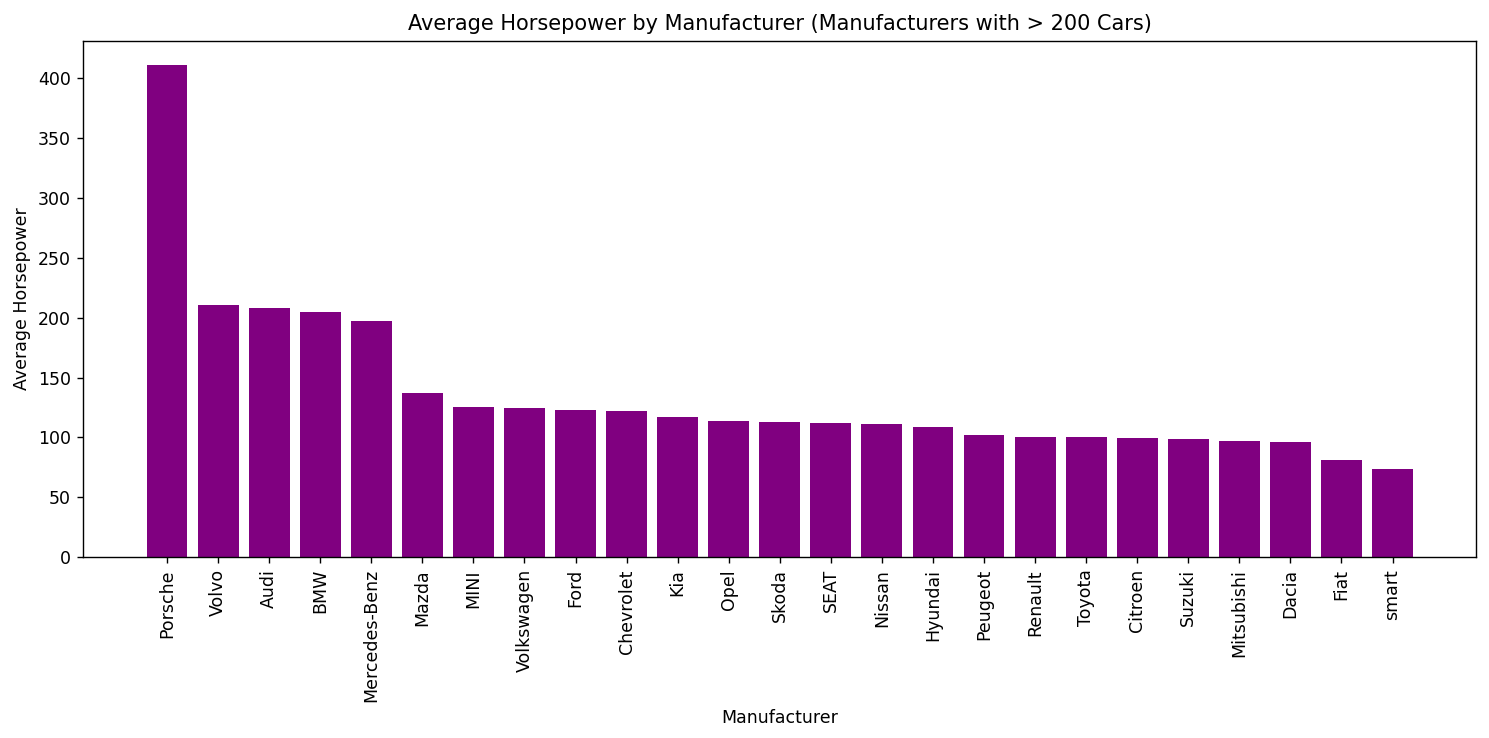 Average Horsepower by Manufacturer (Manufacturers with > 200 Cars)
Average Horsepower
400
350
300
250
200
150
100
50
0
Porsche
Volvo
Audi
BMW
Mercedes-Benz
Mazda
MINI
Volkswagen
Ford
Chevrolet
Kia
Opel
Skoda
SEAT
Nissan
Hyundai
Peugeot
Renault
Toyota
Citroen
Suzuki
Mitsubishi
Dacia
Fiat
smart
Manufacturer